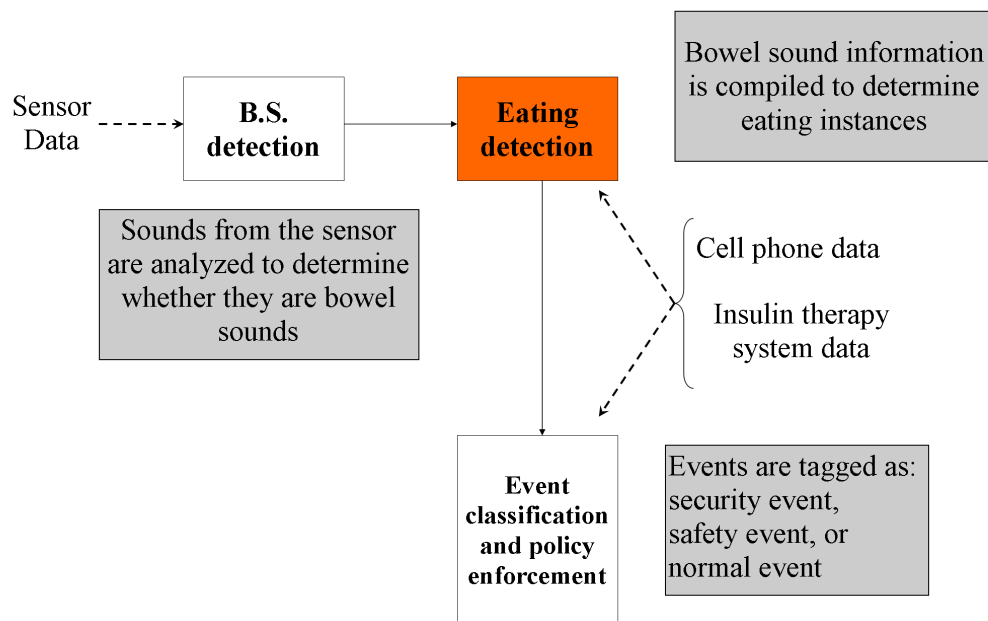 Sensor
Data
B.S.
detection
Eating
detection
Bowel sound information
is compiled to determine
eating instances
Sounds from the sensor
are analyzed to determine
whether they are bowel
sounds
Cell phone data
Insulin therapy
system data
Event
classification
and policy
enforcement
Events are tagged as:
security event,
safety event, or
normal event